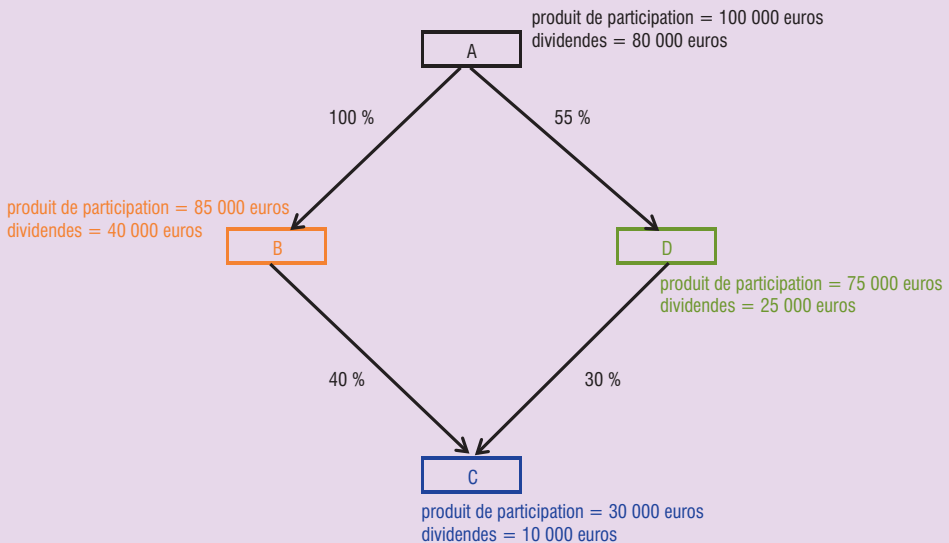 produit de participation = 100 000 euros
dividendes = 80 000 euros
A
100 %
55 %
produit de participation = 85 000 euros
dividendes = 40 000 euros
B
D
produit de participation = 75 000 euros
dividendes = 25 000 euros
40 %
30 %
C
produit de participation = 30 000 euros
dividendes = 10 000 euros